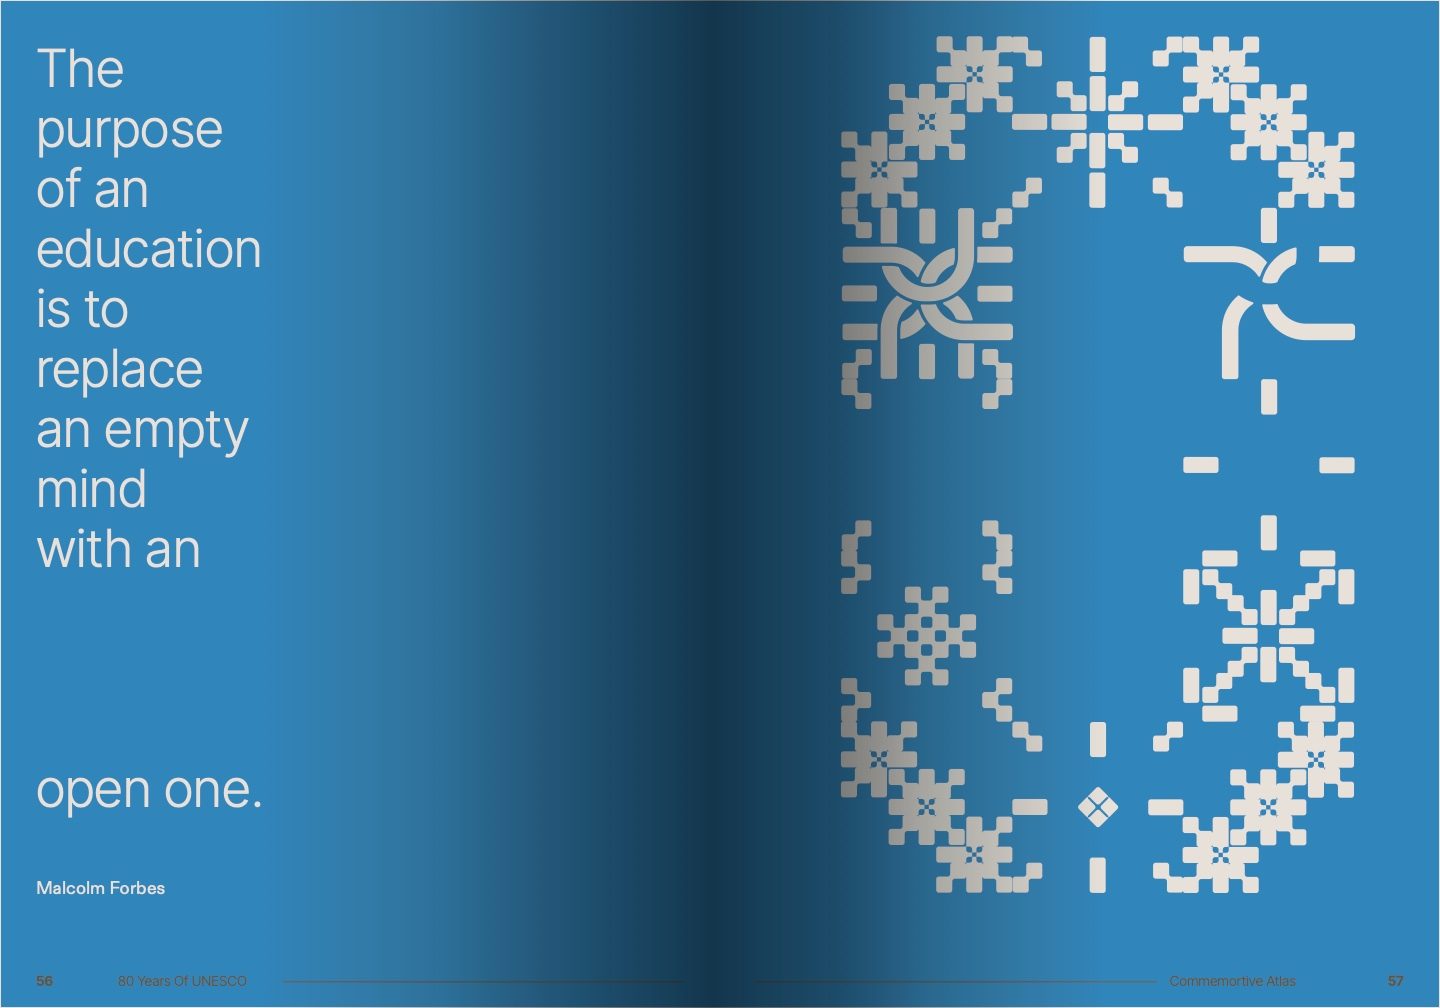 The
purpose
of an
education
is to
replace
an empty
mind
with an
open one.
Malcolm Forbes
56
80 Years Of UNESCO
Commemortive Atlas
57